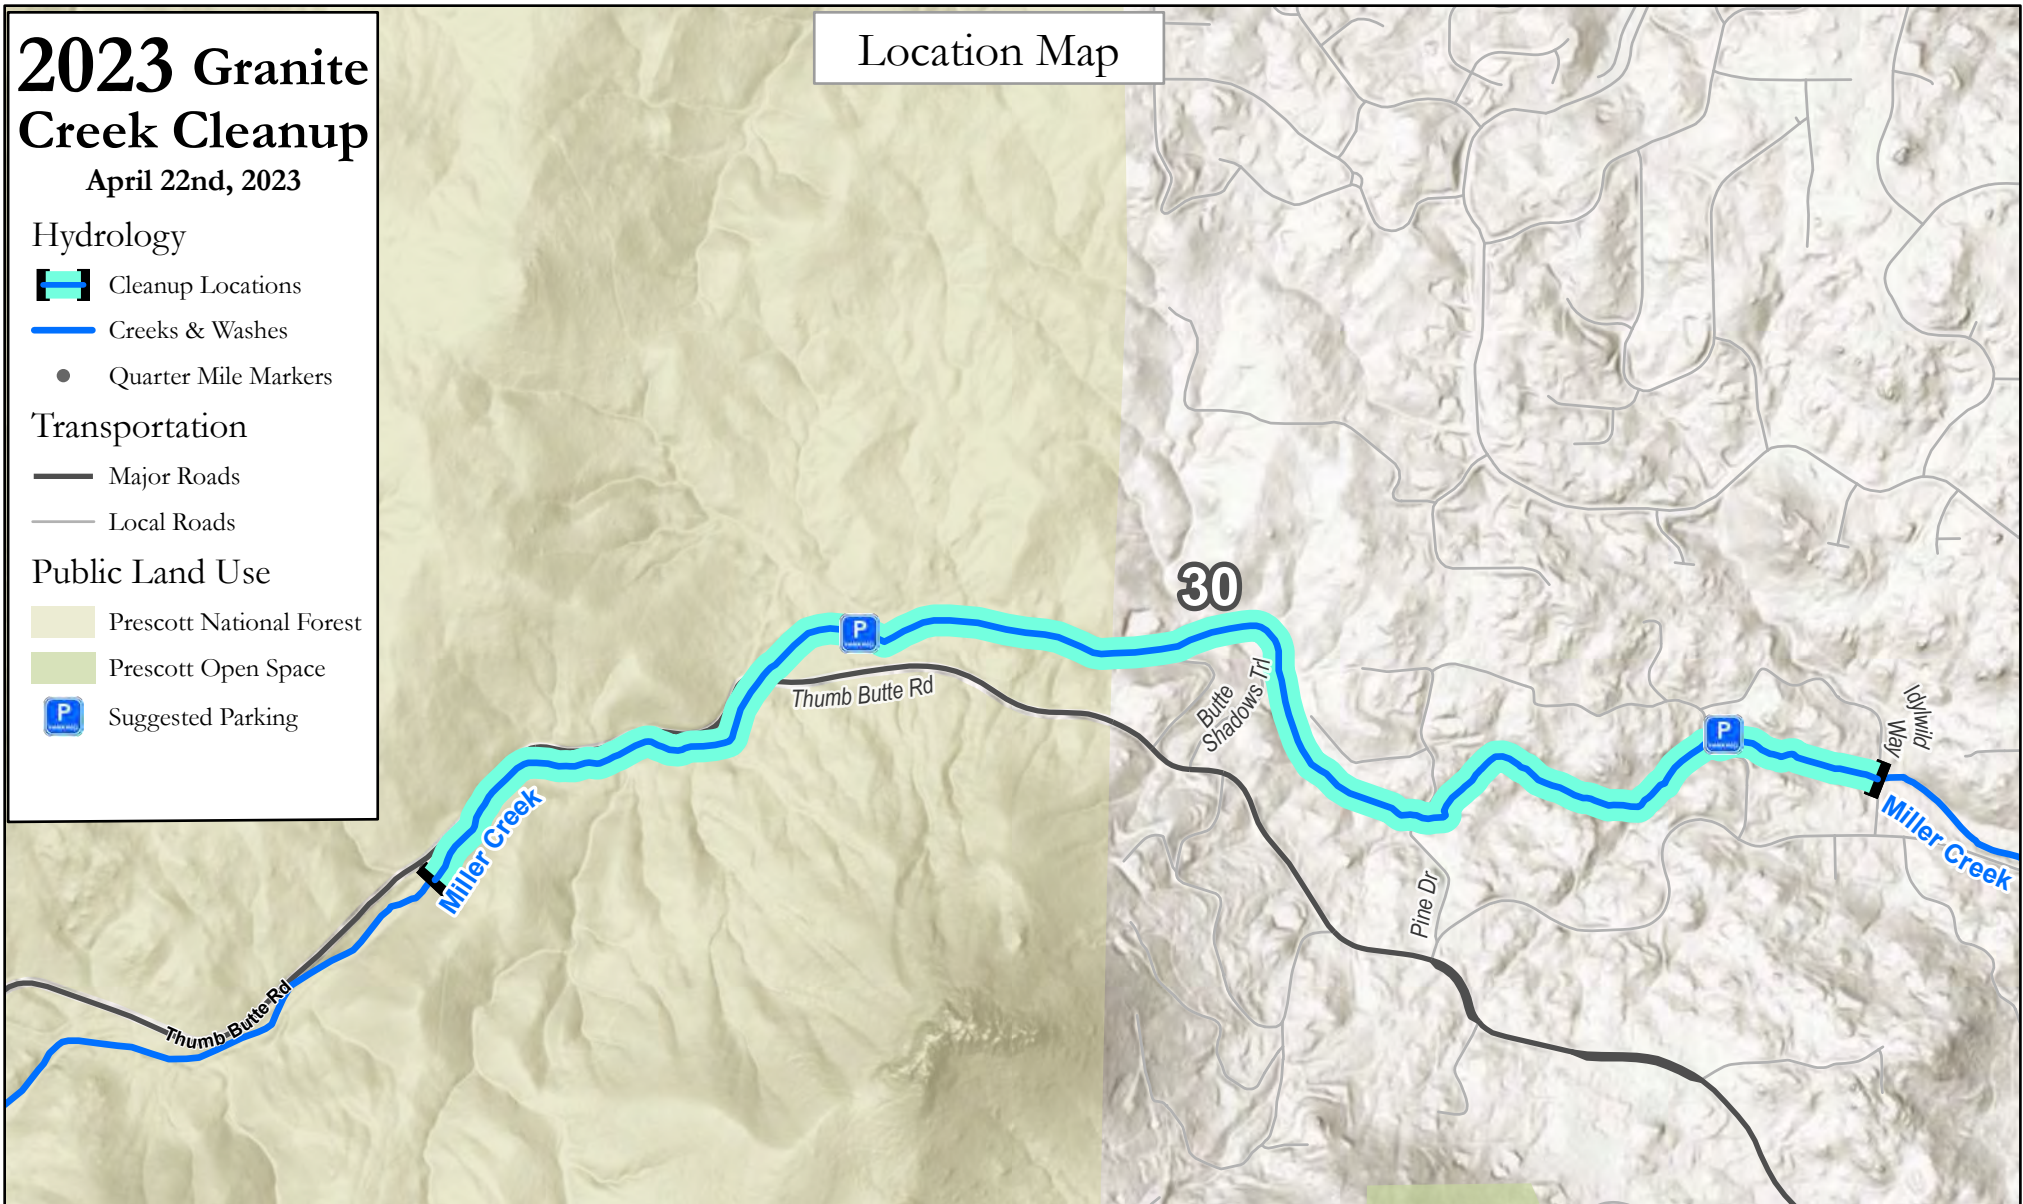 2023 Granite
Creek Cleanup
April 22nd, 2023
Hydrology
Cleanup Locations
Creeks & Washes
Quarter Mile Markers
Transportation
Major Roads
Local Roads
Public Land Use
Prescott National Forest
Prescott Open Space
P
Suggested Parking
Location Map
30
P
Thumb Butte Rd
Butte
Shadows Trl
P
Idylwild
Way
Miller Creek
Miller Creek
Pine Dr
Thumb Butte Rd